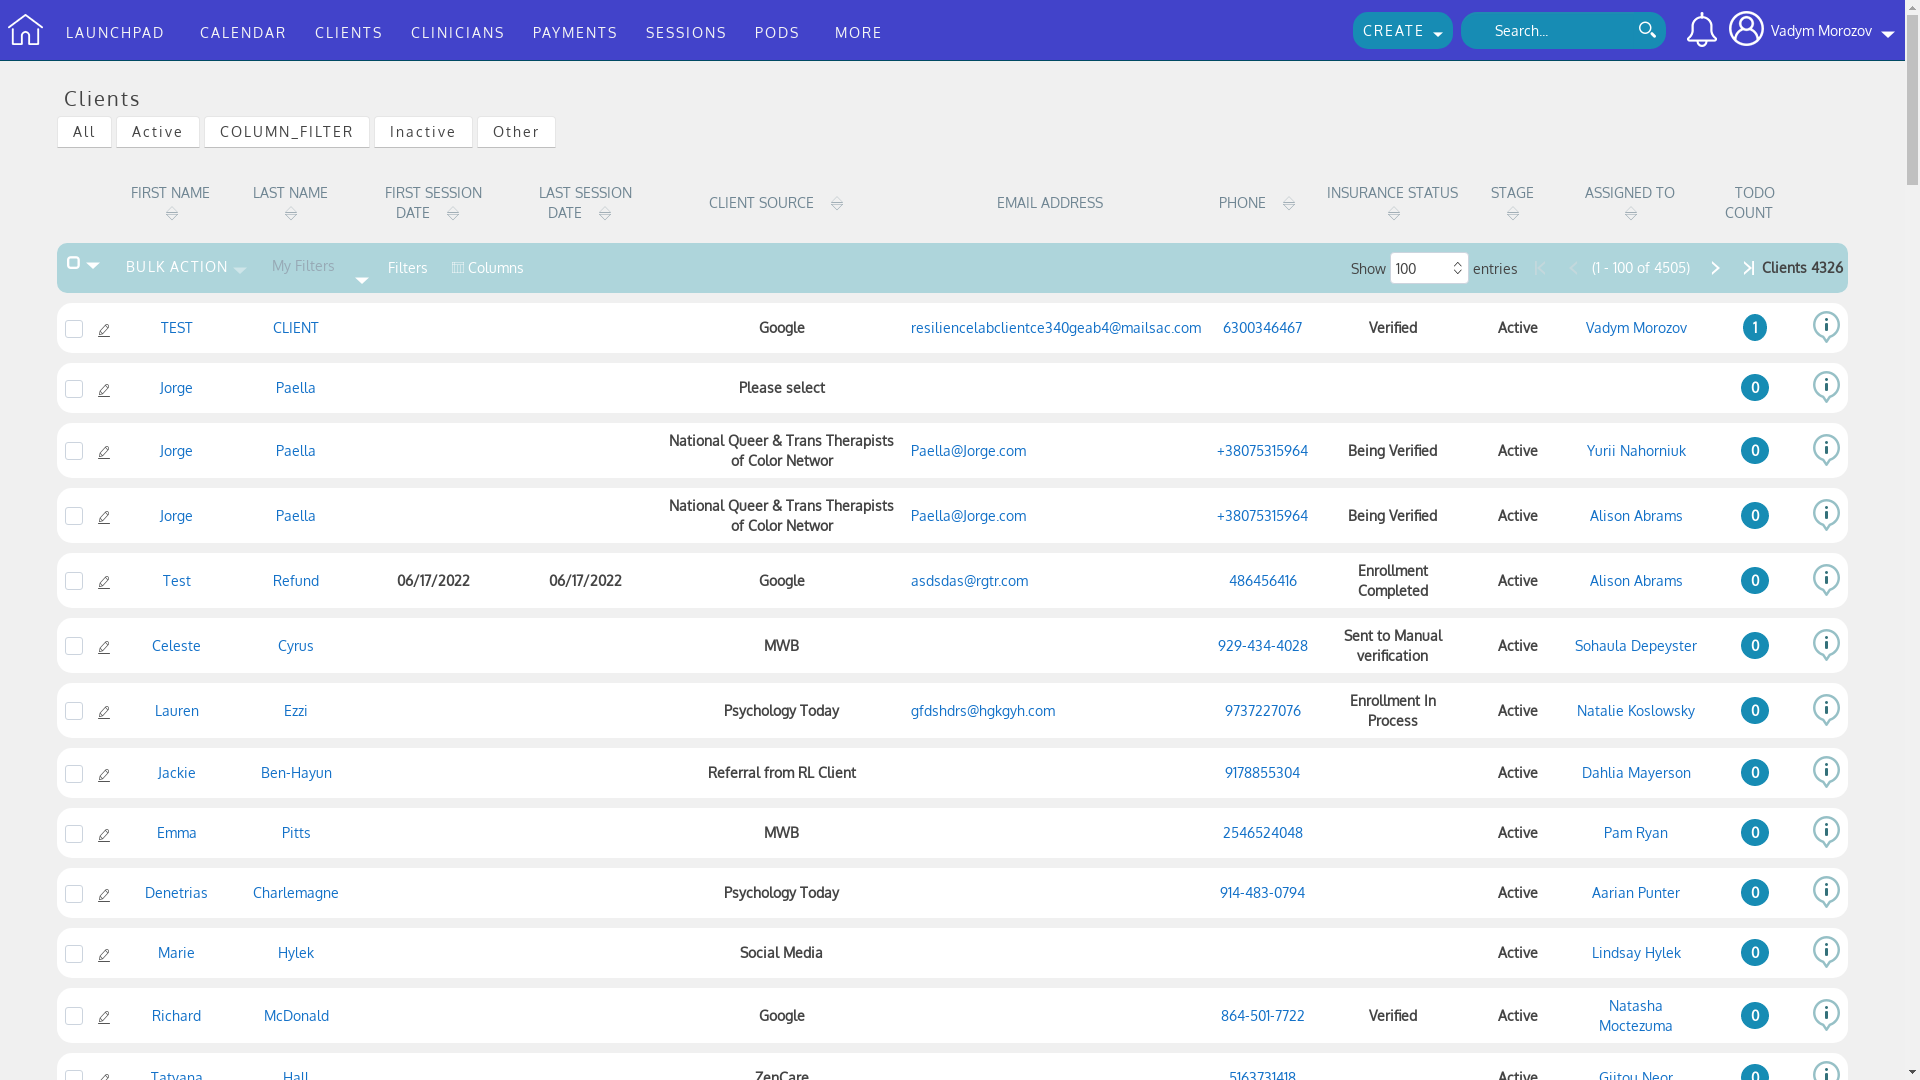 LAUNCHPAD CALENDAR CLIENTS CLINICIANS PAYMENTS SESSIONS PODS MORE CREATE Search... Vadym Morozov
Clients
All Active COLUMN_FILTER Inactive Other
FIRST NAME LAST NAME FIRST SESSION DATE LAST SESSION DATE CLIENT SOURCE EMAIL ADDRESS PHONE INSURANCE STATUS STAGE ASSIGNED TO TODO COUNT
BULK ACTION My Filters Filters Columns Show 100 entries (1 - 100 of 4505) Clients 4326
TEST CLIENT Google resiliencelabclientce340geab4@mailsac.com 6300346467 Verified Active Vadym Morozov 1
Jorge Paella Please select 0
Jorge Paella National Queer & Trans Therapists of Color Networ Paella@Jorge.com +38075315964 Being Verified Active Yurii Nahorniuk 0
Jorge Paella National Queer & Trans Therapists of Color Networ Paella@Jorge.com +38075315964 Being Verified Active Alison Abrams 0
Test Refund 06/17/2022 06/17/2022 Google asdsdas@rgtr.com 486456416 Enrollment Completed Active Alison Abrams 0
Celeste Cyrus MWB 929-434-4028 Sent to Manual verification Active Sohaula Depeyster 0
Lauren Ezzi Psychology Today gfdshdrs@hgkgyh.com 9737227076 Enrollment In Process Active Natalie Koslowsky 0
Jackie Ben-Hayun Referral from RL Client 9178855304 Active Dahlia Mayerson 0
Emma Pitts MWB 2546524048 Active Pam Ryan 0
Denetrias Charlemagne Psychology Today 914-483-0794 Active Aarian Punter 0
Marie Hylek Social Media Active Lindsay Hylek 0
Richard McDonald Google 864-501-7722 Verified Active Natasha Moctezuma 0
Tatyana Hall ZenCare 5163731418 Active Gijtou Neor 0